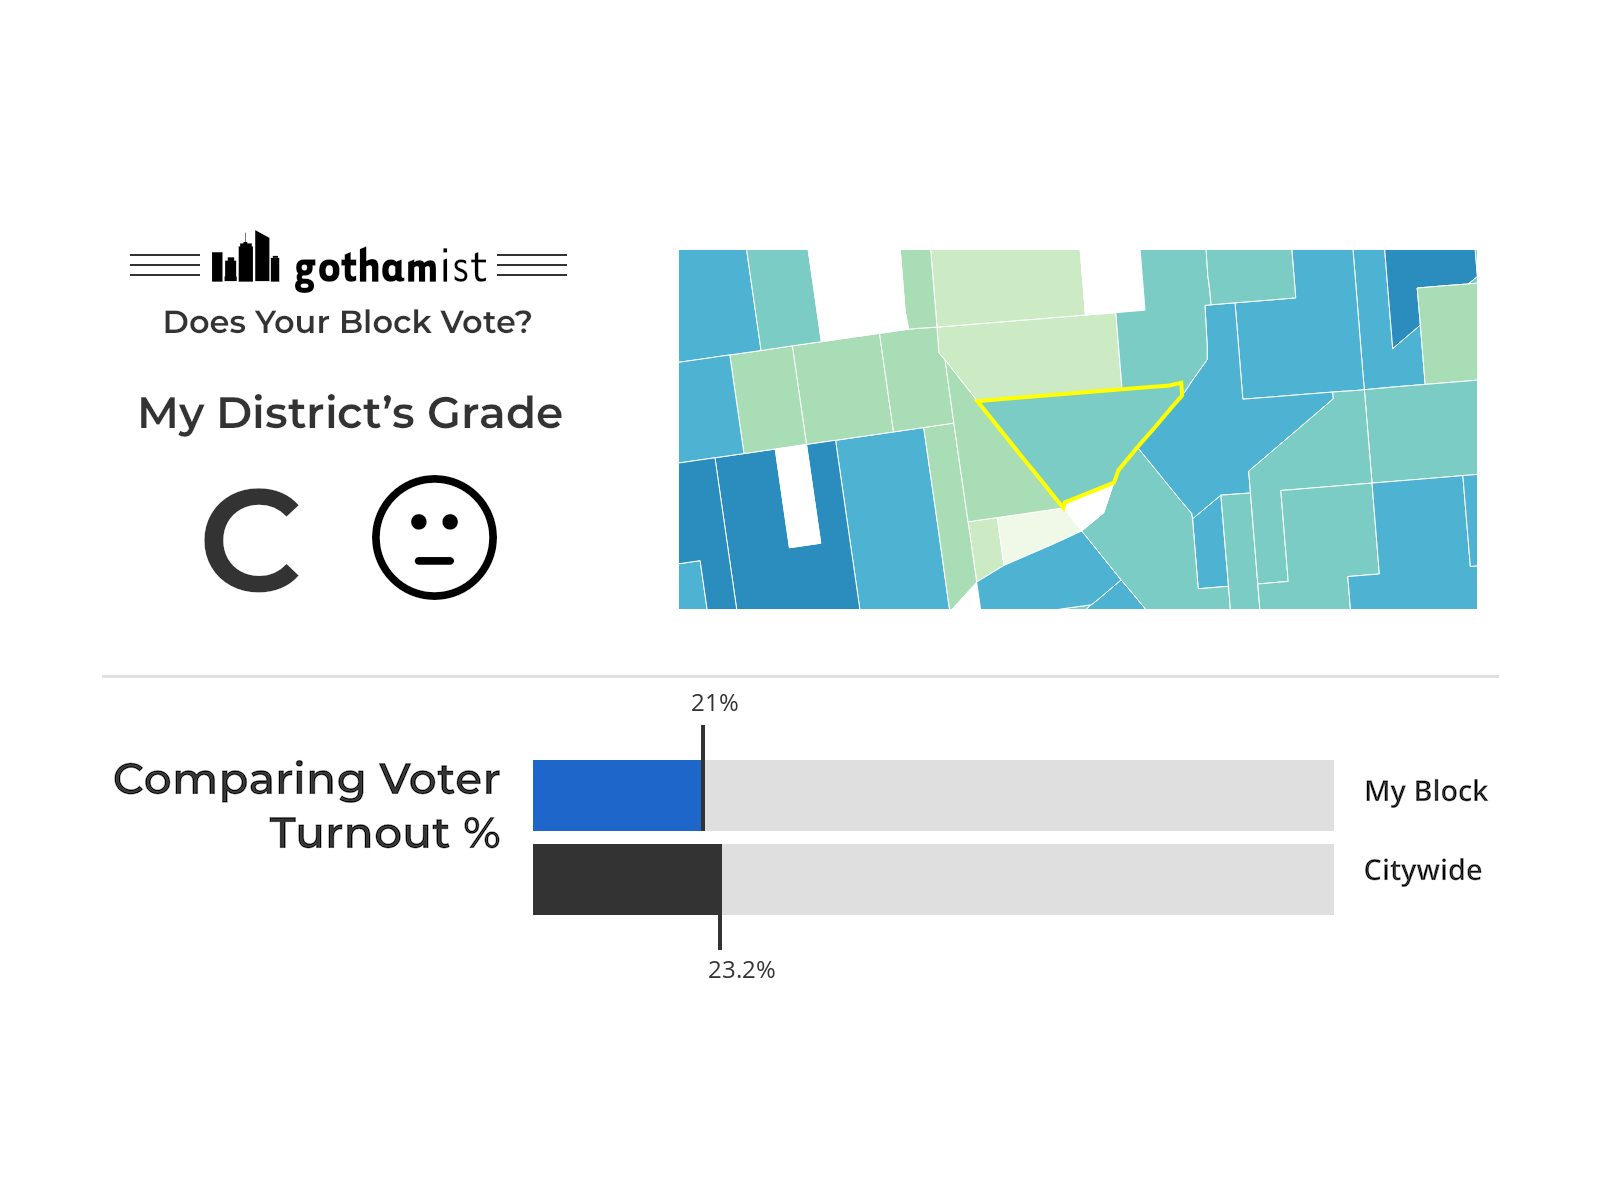 gothamist
Does Your Block Vote?
My District’s Grade
C
21%
Comparing Voter
Turnout %
My Block
Citywide
23.2%